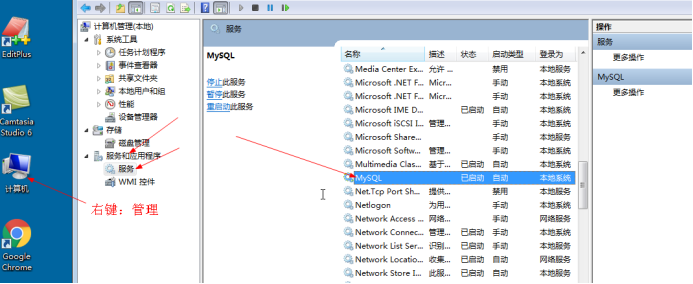 EditPlus
Camtasia
Studio 6
计算机
Google
Chrome
右键：管理
计算机管理(本地)
系统工具
任务计划程序
事件查看器
共享文件夹
本地用户和组
性能
设备管理器
存储
磁盘管理
服务和应用程序
服务
WMI 控件
服务
MySQL
停止此服务
暂停此服务
重启动此服务
名称 描述 状态 启动类型 登录为
Media Center Ex... 允许 ... 禁用 本地服务
Microsoft .NET F... Micr... 手动 本地系统
Microsoft .NET F... Micr... 手动 本地系统
Microsoft IME D... 已启动 手动 本地系统
Microsoft iSCSI I... 管理... 手动 本地系统
Microsoft Share... 手动 本地系统
Microsoft Softw... 管理... 手动 本地系统
Multimedia Clas... 基于... 已启动 自动 本地系统
MySQL 已启动 自动 本地系统
Net.Tcp Port Sh... 提供... 禁用 本地服务
Netlogon 为用... 手动 本地系统
Network Access ... 网络... 手动 网络服务
Network Connec... 管理... 已启动 手动 本地系统
Network List Ser... 识别... 已启动 手动 本地服务
Network Locatio... 收集... 已启动 自动 网络服务
Network Store I... 此服... 已启动 自动 本地服务
操作
服务
更多操作
MySQL
更多操作